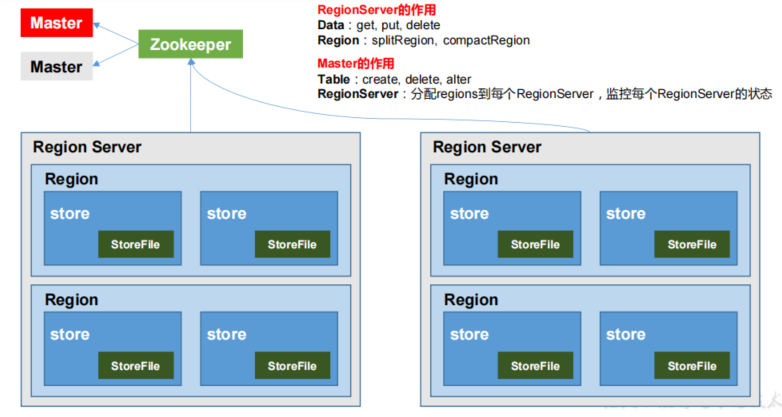 Master
Zookeeper
Master
RegionServer的作用
Data：get, put, delete
Region：splitRegion, compactRegion
Master的作用
Table：create, delete, alter
RegionServer：分配regions到每个RegionServer，监控每个RegionServer的状态
Region Server
Region
store
StoreFile
store
StoreFile
Region
store
StoreFile
store
StoreFile
Region Server
Region
store
StoreFile
store
StoreFile
Region
store
StoreFile
store
StoreFile